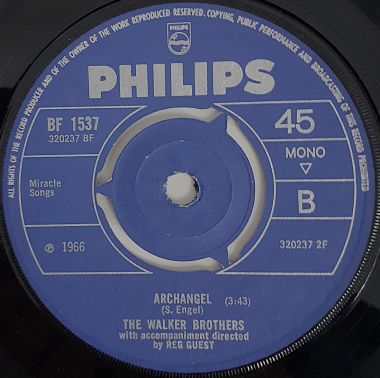 ALL RIGHTS OF THE RECORD PRODUCER AND OF THE OWNER OF THE WORK REPRODUCED RESERVED. COPYING, PUBLIC PERFORMANCE AND BROADCASTING OF THIS RECORD PROHIBITED
PHILIPS
PHILIPS
BF 1537
320237 BF
45
MONO
B
Miracle
Songs
℗ 1966
320237 2F
ARCHANGEL (3:43)
(S. Engel)
THE WALKER BROTHERS
with accompaniment directed
by REG GUEST